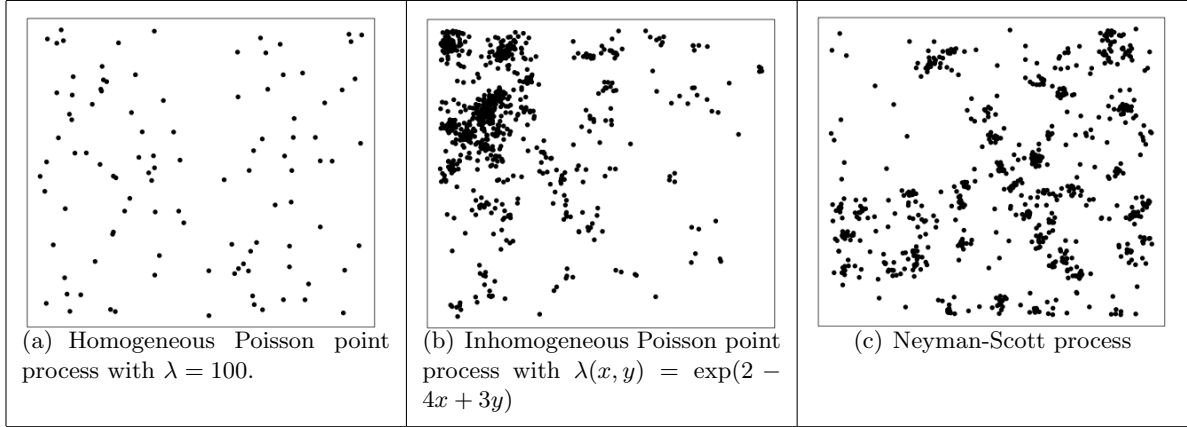 (a) Homogeneous Poisson point
process with λ = 100.
(b) Inhomogeneous Poisson point
process with λ(x, y) = exp(2 −
4x + 3y)
(c) Neyman-Scott process